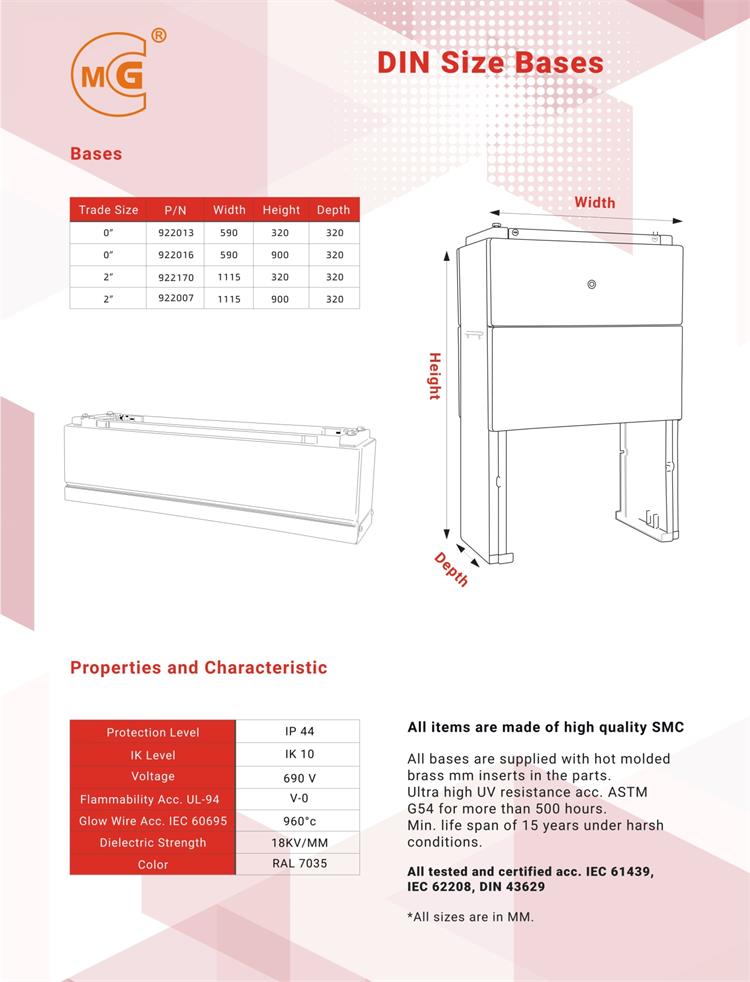 MCG®
DIN Size Bases
Bases
Trade Size P/N Width Height Depth
0" 922013 590 320 320
0" 922016 590 900 320
2" 922170 1115 320 320
2" 922007 1115 900 320
Width
Height
Depth
Properties and Characteristic
Protection Level IP 44
IK Level IK 10
Voltage 690 V
Flammability Acc. UL-94 V-0
Glow Wire Acc. IEC 60695 960°c
Dielectric Strength 18KV/MM
Color RAL 7035
All items are made of high quality SMC
All bases are supplied with hot molded
brass mm inserts in the parts.
Ultra high UV resistance acc. ASTM
G54 for more than 500 hours.
Min. life span of 15 years under harsh
conditions.
All tested and certified acc. IEC 61439,
IEC 62208, DIN 43629
*All sizes are in MM.